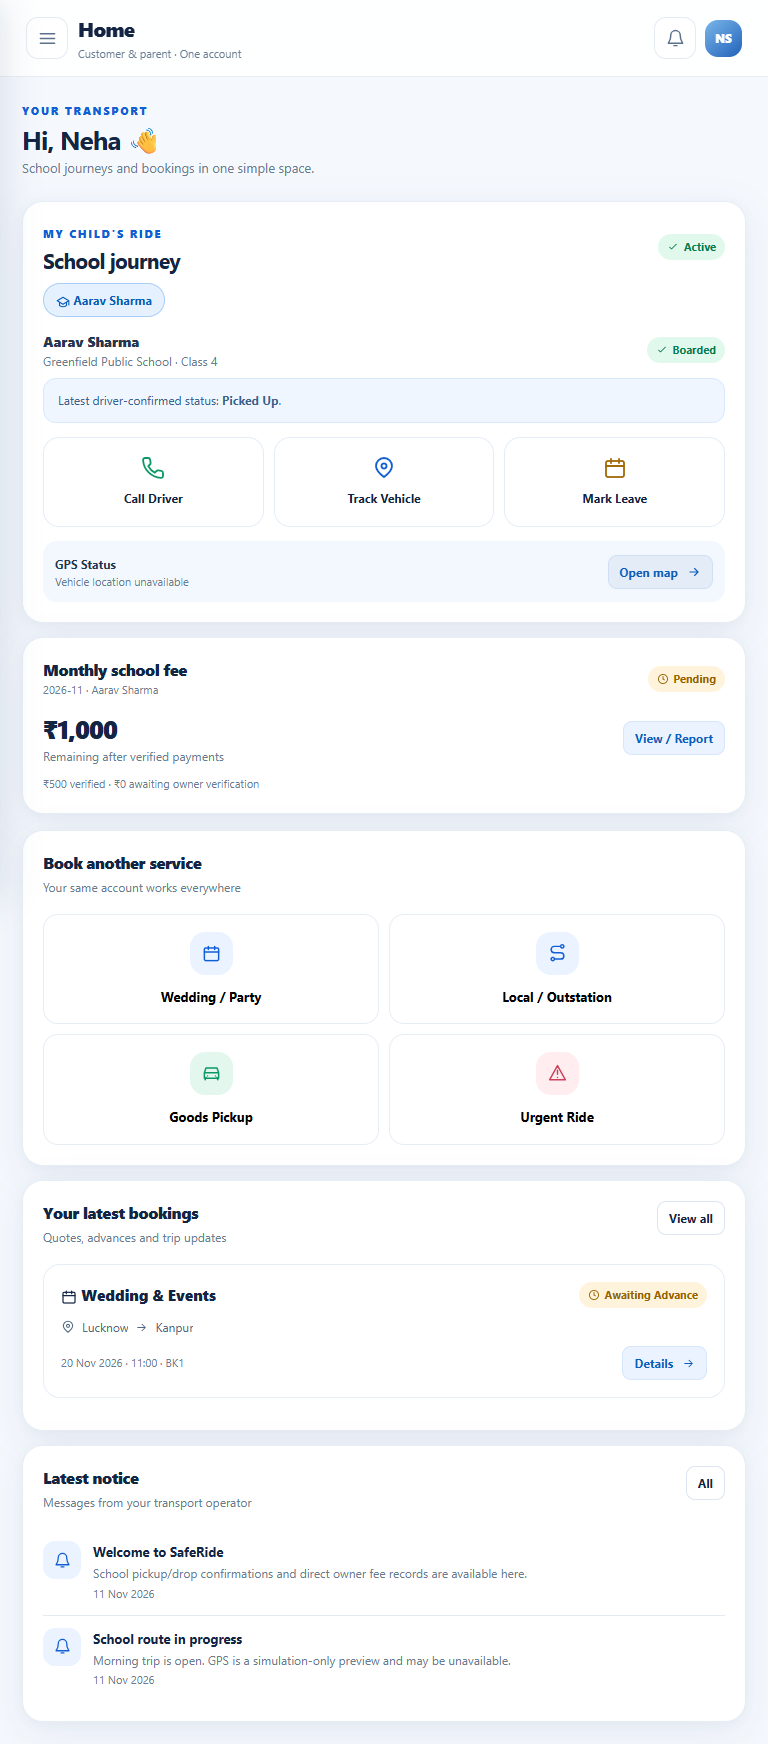 Home
Customer & parent · One account
NS
YOUR TRANSPORT
Hi, Neha 👋
School journeys and bookings in one simple space.
MY CHILD'S RIDE
School journey
Active
Aarav Sharma
Aarav Sharma
Greenfield Public School · Class 4
Boarded
Latest driver-confirmed status: Picked Up.
Call Driver
Track Vehicle
Mark Leave
GPS Status
Vehicle location unavailable
Open map →
Monthly school fee
2026-11 · Aarav Sharma
Pending
₹1,000
Remaining after verified payments
View / Report
₹500 verified · ₹0 awaiting owner verification
Book another service
Your same account works everywhere
Wedding / Party
Local / Outstation
Goods Pickup
Urgent Ride
Your latest bookings
Quotes, advances and trip updates
View all
Wedding & Events
Awaiting Advance
Lucknow → Kanpur
20 Nov 2026 · 11:00 · BK1
Details →
Latest notice
Messages from your transport operator
All
Welcome to SafeRide
School pickup/drop confirmations and direct owner fee records are available here.
11 Nov 2026
School route in progress
Morning trip is open. GPS is a simulation-only preview and may be unavailable.
11 Nov 2026